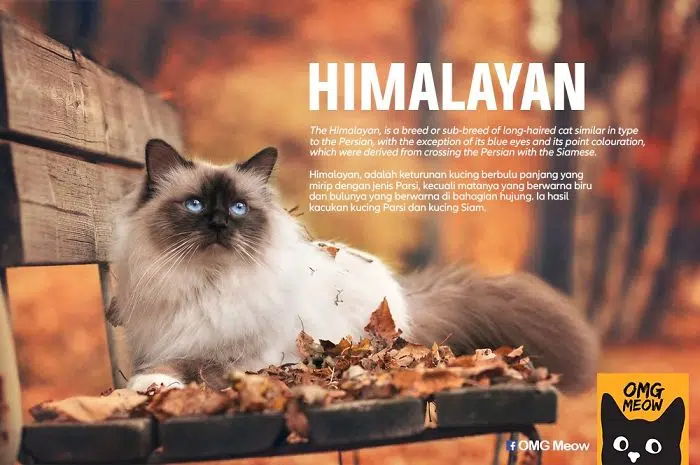 HIMALAYAN
The Himalayan, is a breed or sub-breed of long-haired cat similar in type
to the Persian, with the exception of its blue eyes and its point colouration,
which were derived from crossing the Persian with the Siamese.
Himalayan, adalah keturunan kucing berbulu panjang yang
mirip dengan jenis Parsi, kecuali matanya yang berwarna biru
dan bulunya yang berwarna di bahagian hujung. Ia hasil
kacukan kucing Parsi dan kucing Siam.
OMG
MEOW
f OMG Meow